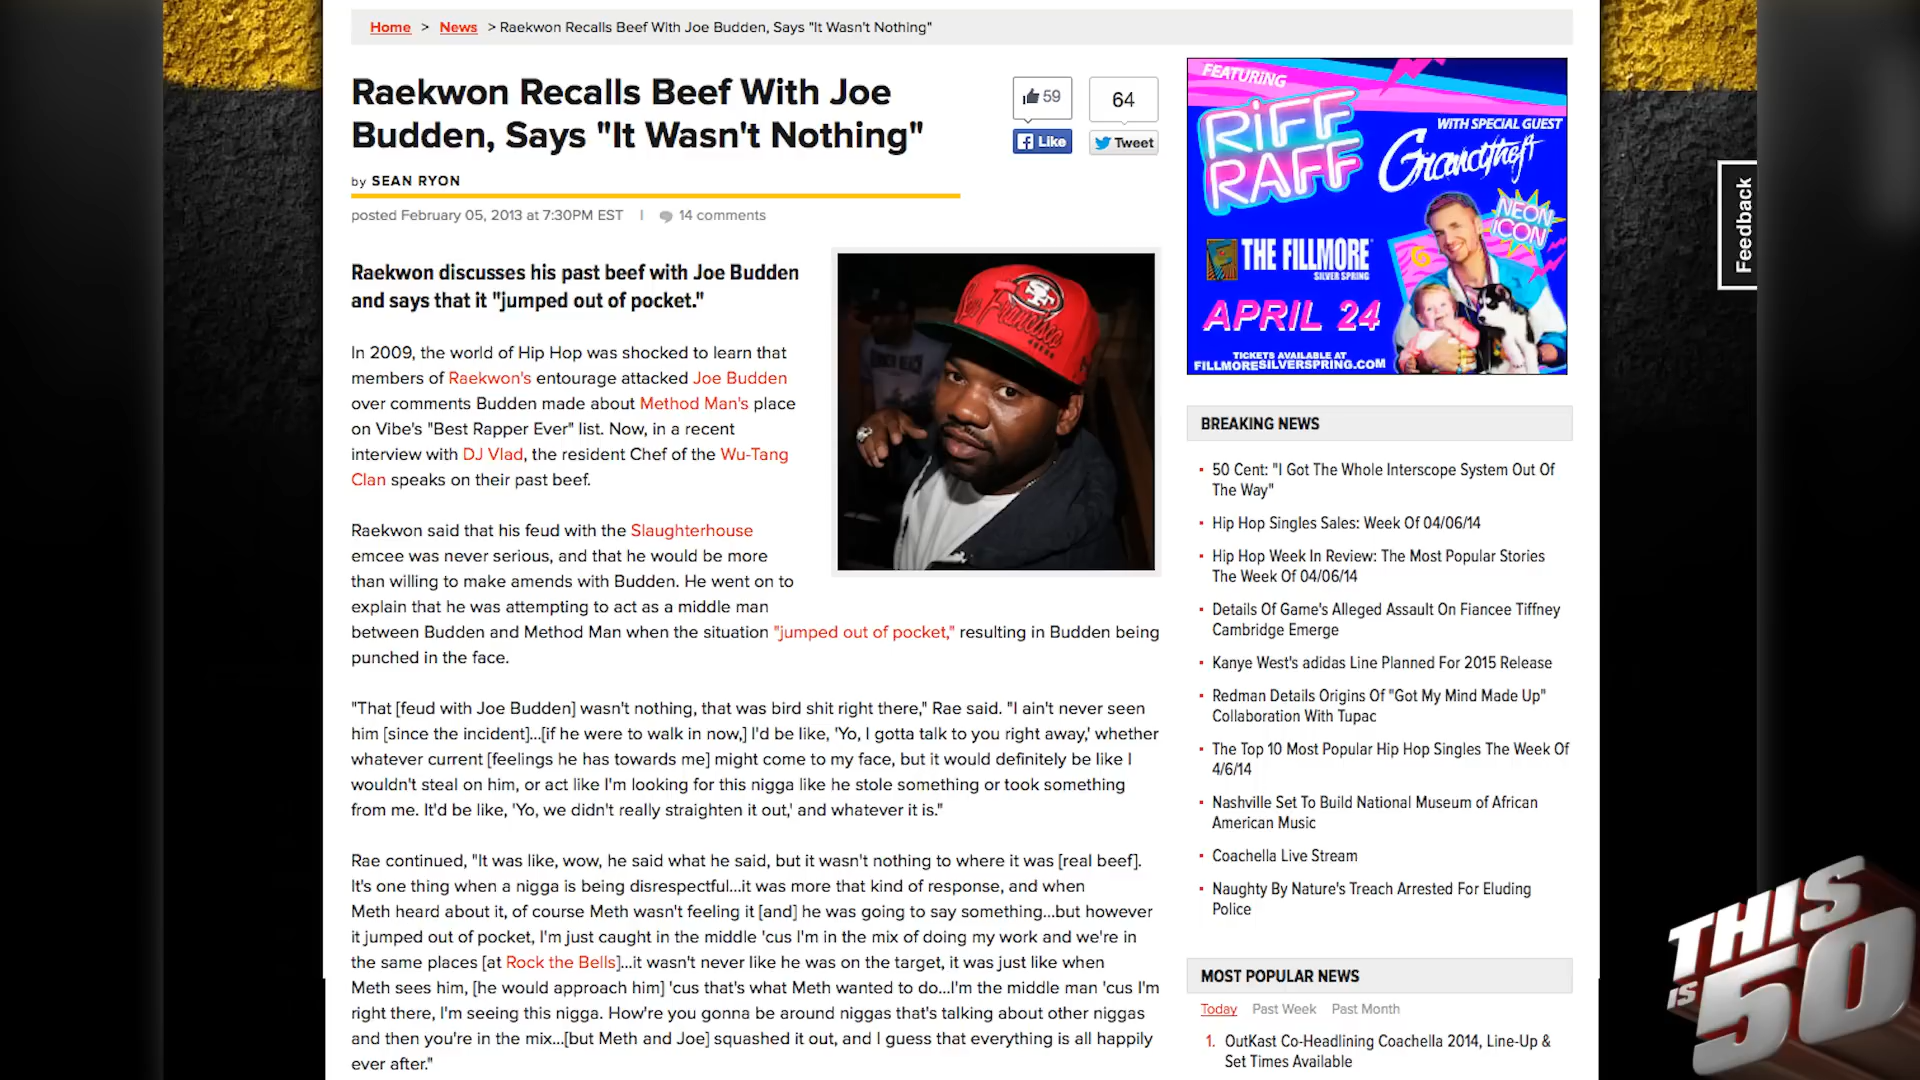 Home > News > Raekwon Recalls Beef With Joe Budden, Says "It Wasn't Nothing"
Raekwon Recalls Beef With Joe
Budden, Says "It Wasn't Nothing"
59
Like
64
Tweet
by SEAN RYON
posted February 05, 2013 at 7:30PM EST | 14 comments
Raekwon discusses his past beef with Joe Budden
and says that it "jumped out of pocket."
In 2009, the world of Hip Hop was shocked to learn that
members of Raekwon's entourage attacked Joe Budden
over comments Budden made about Method Man's place
on Vibe's "Best Rapper Ever" list. Now, in a recent
interview with DJ Vlad, the resident Chef of the Wu-Tang
Clan speaks on their past beef.
Raekwon said that his feud with the Slaughterhouse
emcee was never serious, and that he would be more
than willing to make amends with Budden. He went on to
explain that he was attempting to act as a middle man
between Budden and Method Man when the situation "jumped out of pocket," resulting in Budden being
punched in the face.
"That [feud with Joe Budden] wasn't nothing, that was bird shit right there," Rae said. "I ain't never seen
him [since the incident]...[if he were to walk in now,] I'd be like, 'Yo, I gotta talk to you right away,' whether
whatever current [feelings he has towards me] might come to my face, but it would definitely be like I
wouldn't steal on him, or act like I'm looking for this nigga like he stole something or took something
from me. It'd be like, 'Yo, we didn't really straighten it out,' and whatever it is."
Rae continued, "It was like, wow, he said what he said, but it wasn't nothing to where it was [real beef].
It's one thing when a nigga is being disrespectful...it was more that kind of response, and when
Meth heard about it, of course Meth wasn't feeling it [and] he was going to say something...but however
it jumped out of pocket, I'm just caught in the middle 'cus I'm in the mix of doing my work and we're in
the same places [at Rock the Bells]...it wasn't never like he was on the target, it was just like when
Meth sees him, [he would approach him] 'cus that's what Meth wanted to do...I'm the middle man 'cus I'm
right there, I'm seeing this nigga. How're you gonna be around niggas that's talking about other niggas
and then you're in the mix...[but Meth and Joe] squashed it out, and I guess that everything is all happily
ever after."
San Francisco
49ERS
FEATURING
RiFF
RAFF
WITH SPECIAL GUEST
Grandtheft
NEON
iCON
THE FILLMORE
SILVER SPRING
APRIL 24
TICKETS AVAILABLE AT
FILLMORESILVERSPRING.COM
BREAKING NEWS
50 Cent: "I Got The Whole Interscope System Out Of
The Way"
Hip Hop Singles Sales: Week Of 04/06/14
Hip Hop Week In Review: The Most Popular Stories
The Week Of 04/06/14
Details Of Game's Alleged Assault On Fiancee Tiffney
Cambridge Emerge
Kanye West's adidas Line Planned For 2015 Release
Redman Details Origins Of "Got My Mind Made Up"
Collaboration With Tupac
The Top 10 Most Popular Hip Hop Singles The Week Of
4/6/14
Nashville Set To Build National Museum of African
American Music
Coachella Live Stream
Naughty By Nature's Treach Arrested For Eluding
Police
MOST POPULAR NEWS
Today Past Week Past Month
1. OutKast Co-Headlining Coachella 2014, Line-Up &
Set Times Available
Feedback
THIS
IS 50